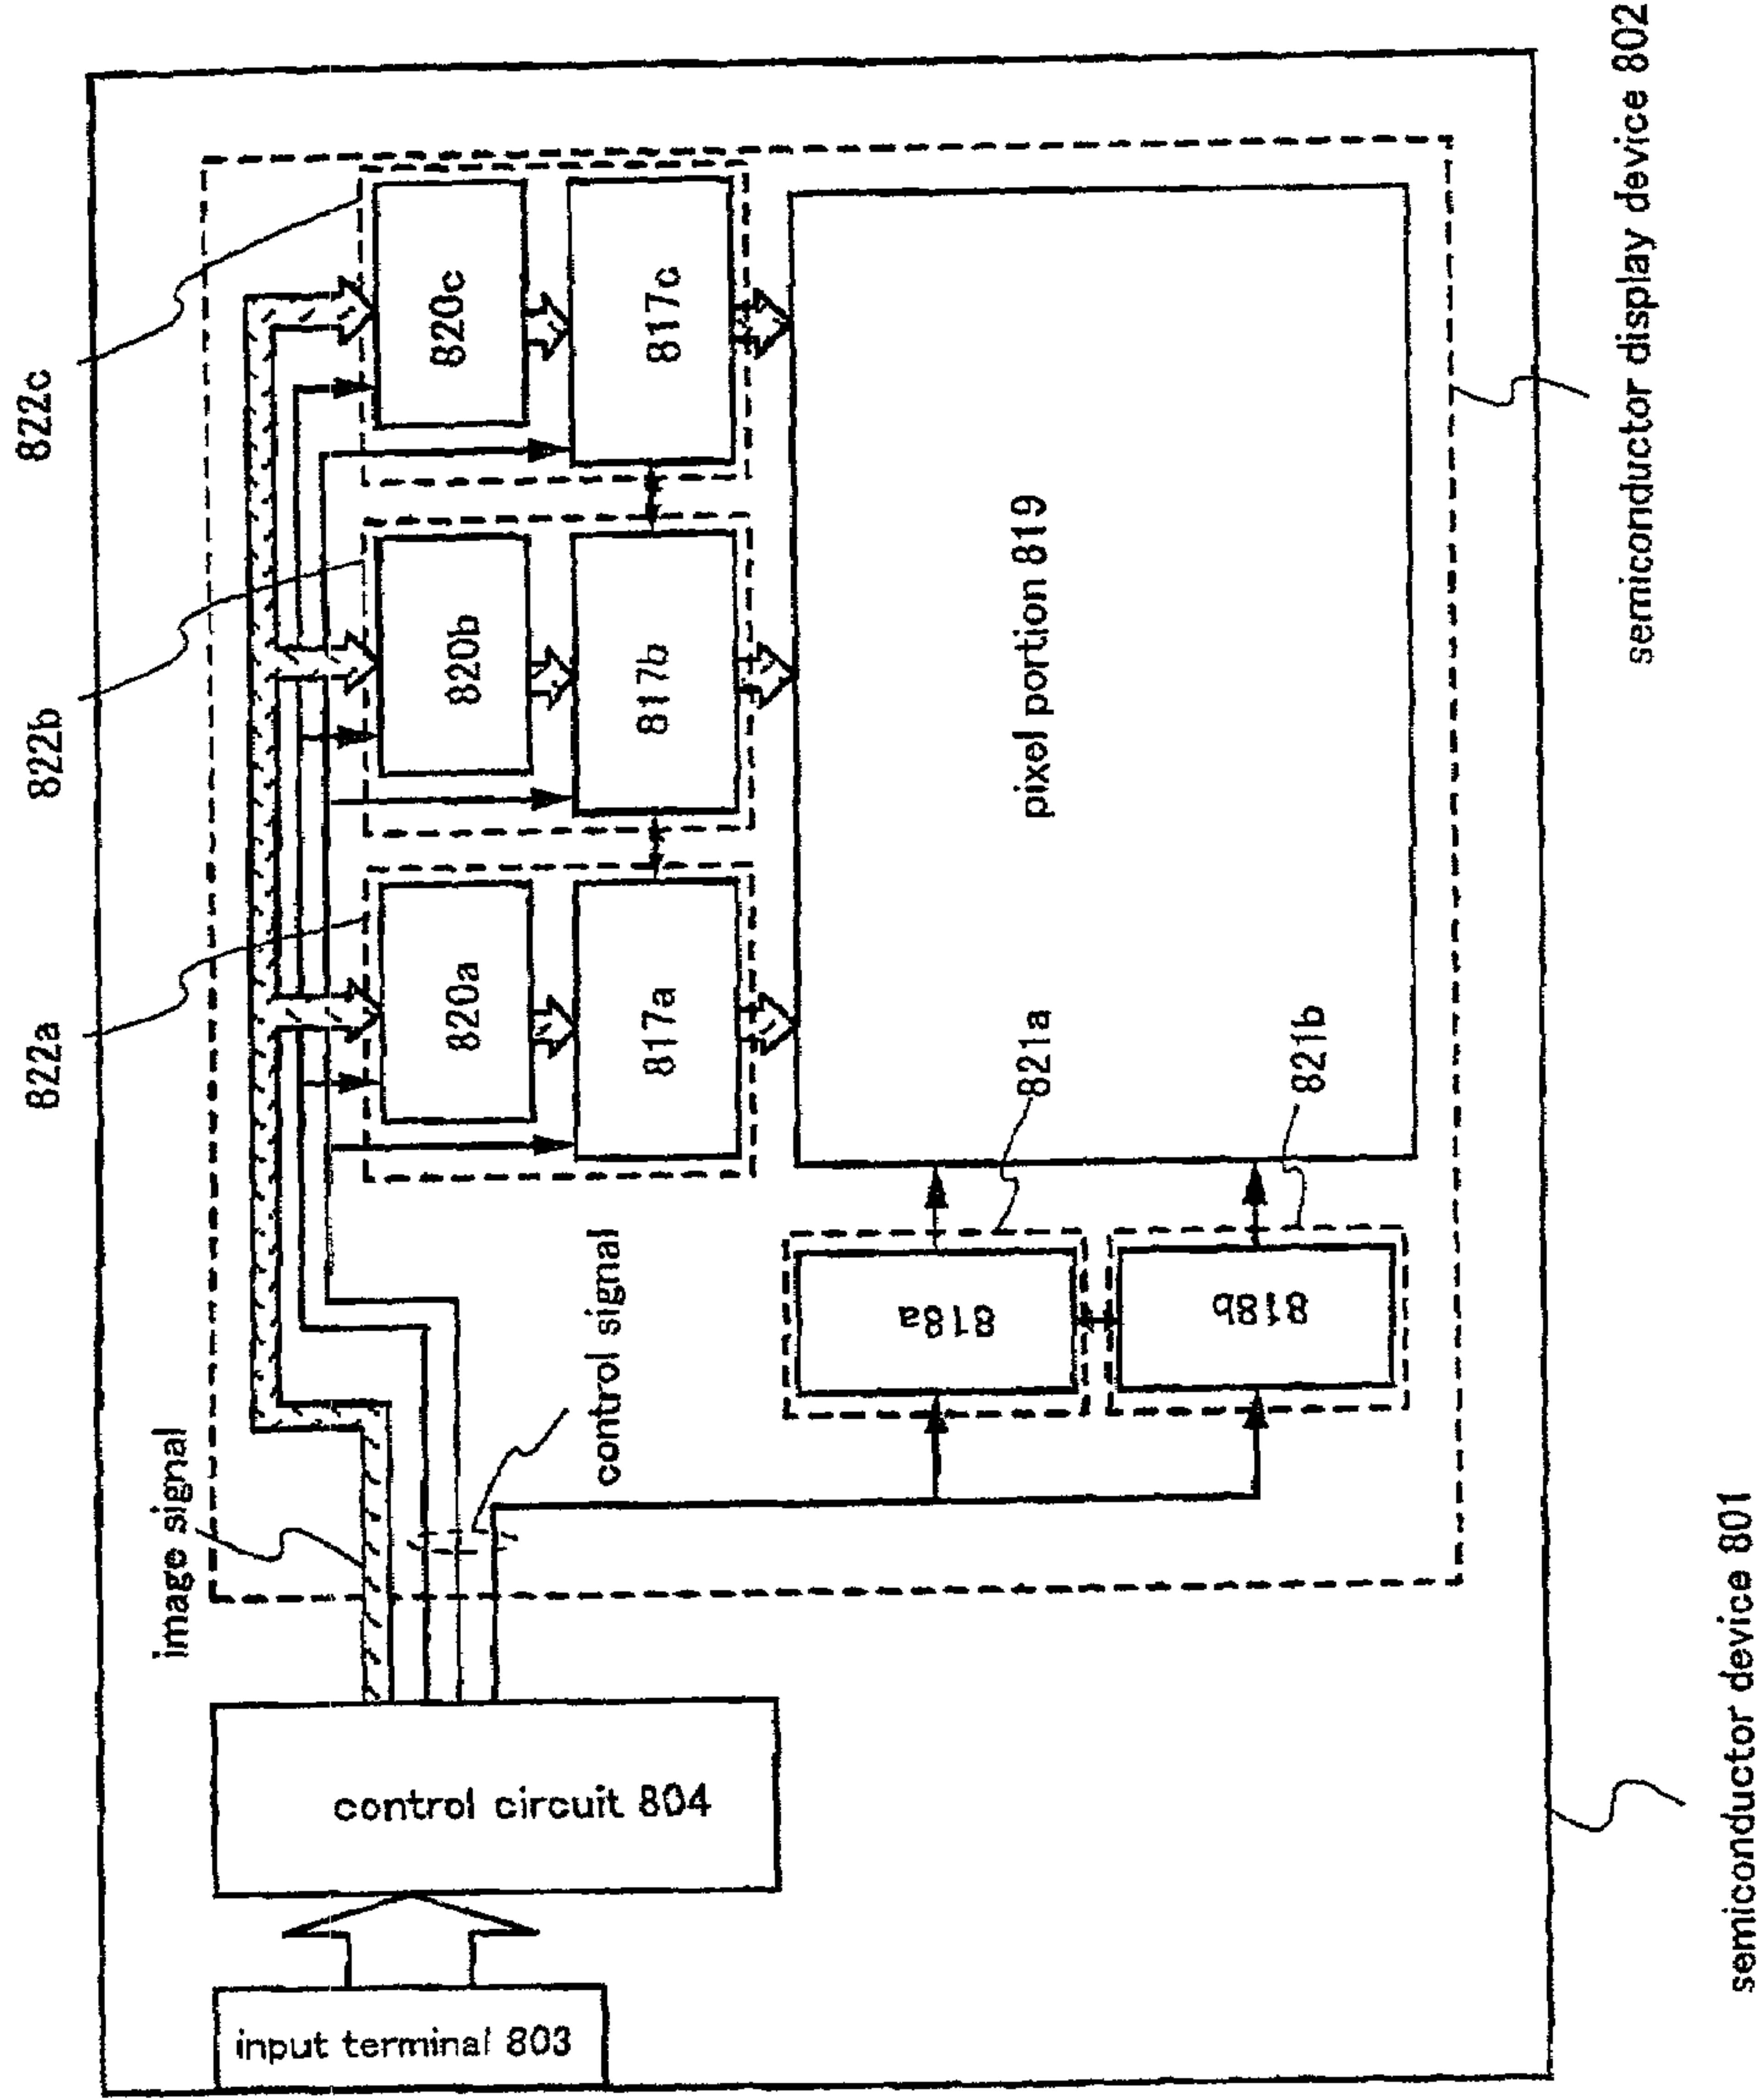 822a
822b
822c
image signal
820a
820b
820c
817a
817b
817c
control signal
control circuit 804
input terminal 803
818a
818b
821a
821b
pixel portion 819
semiconductor display device 802
semiconductor device 801